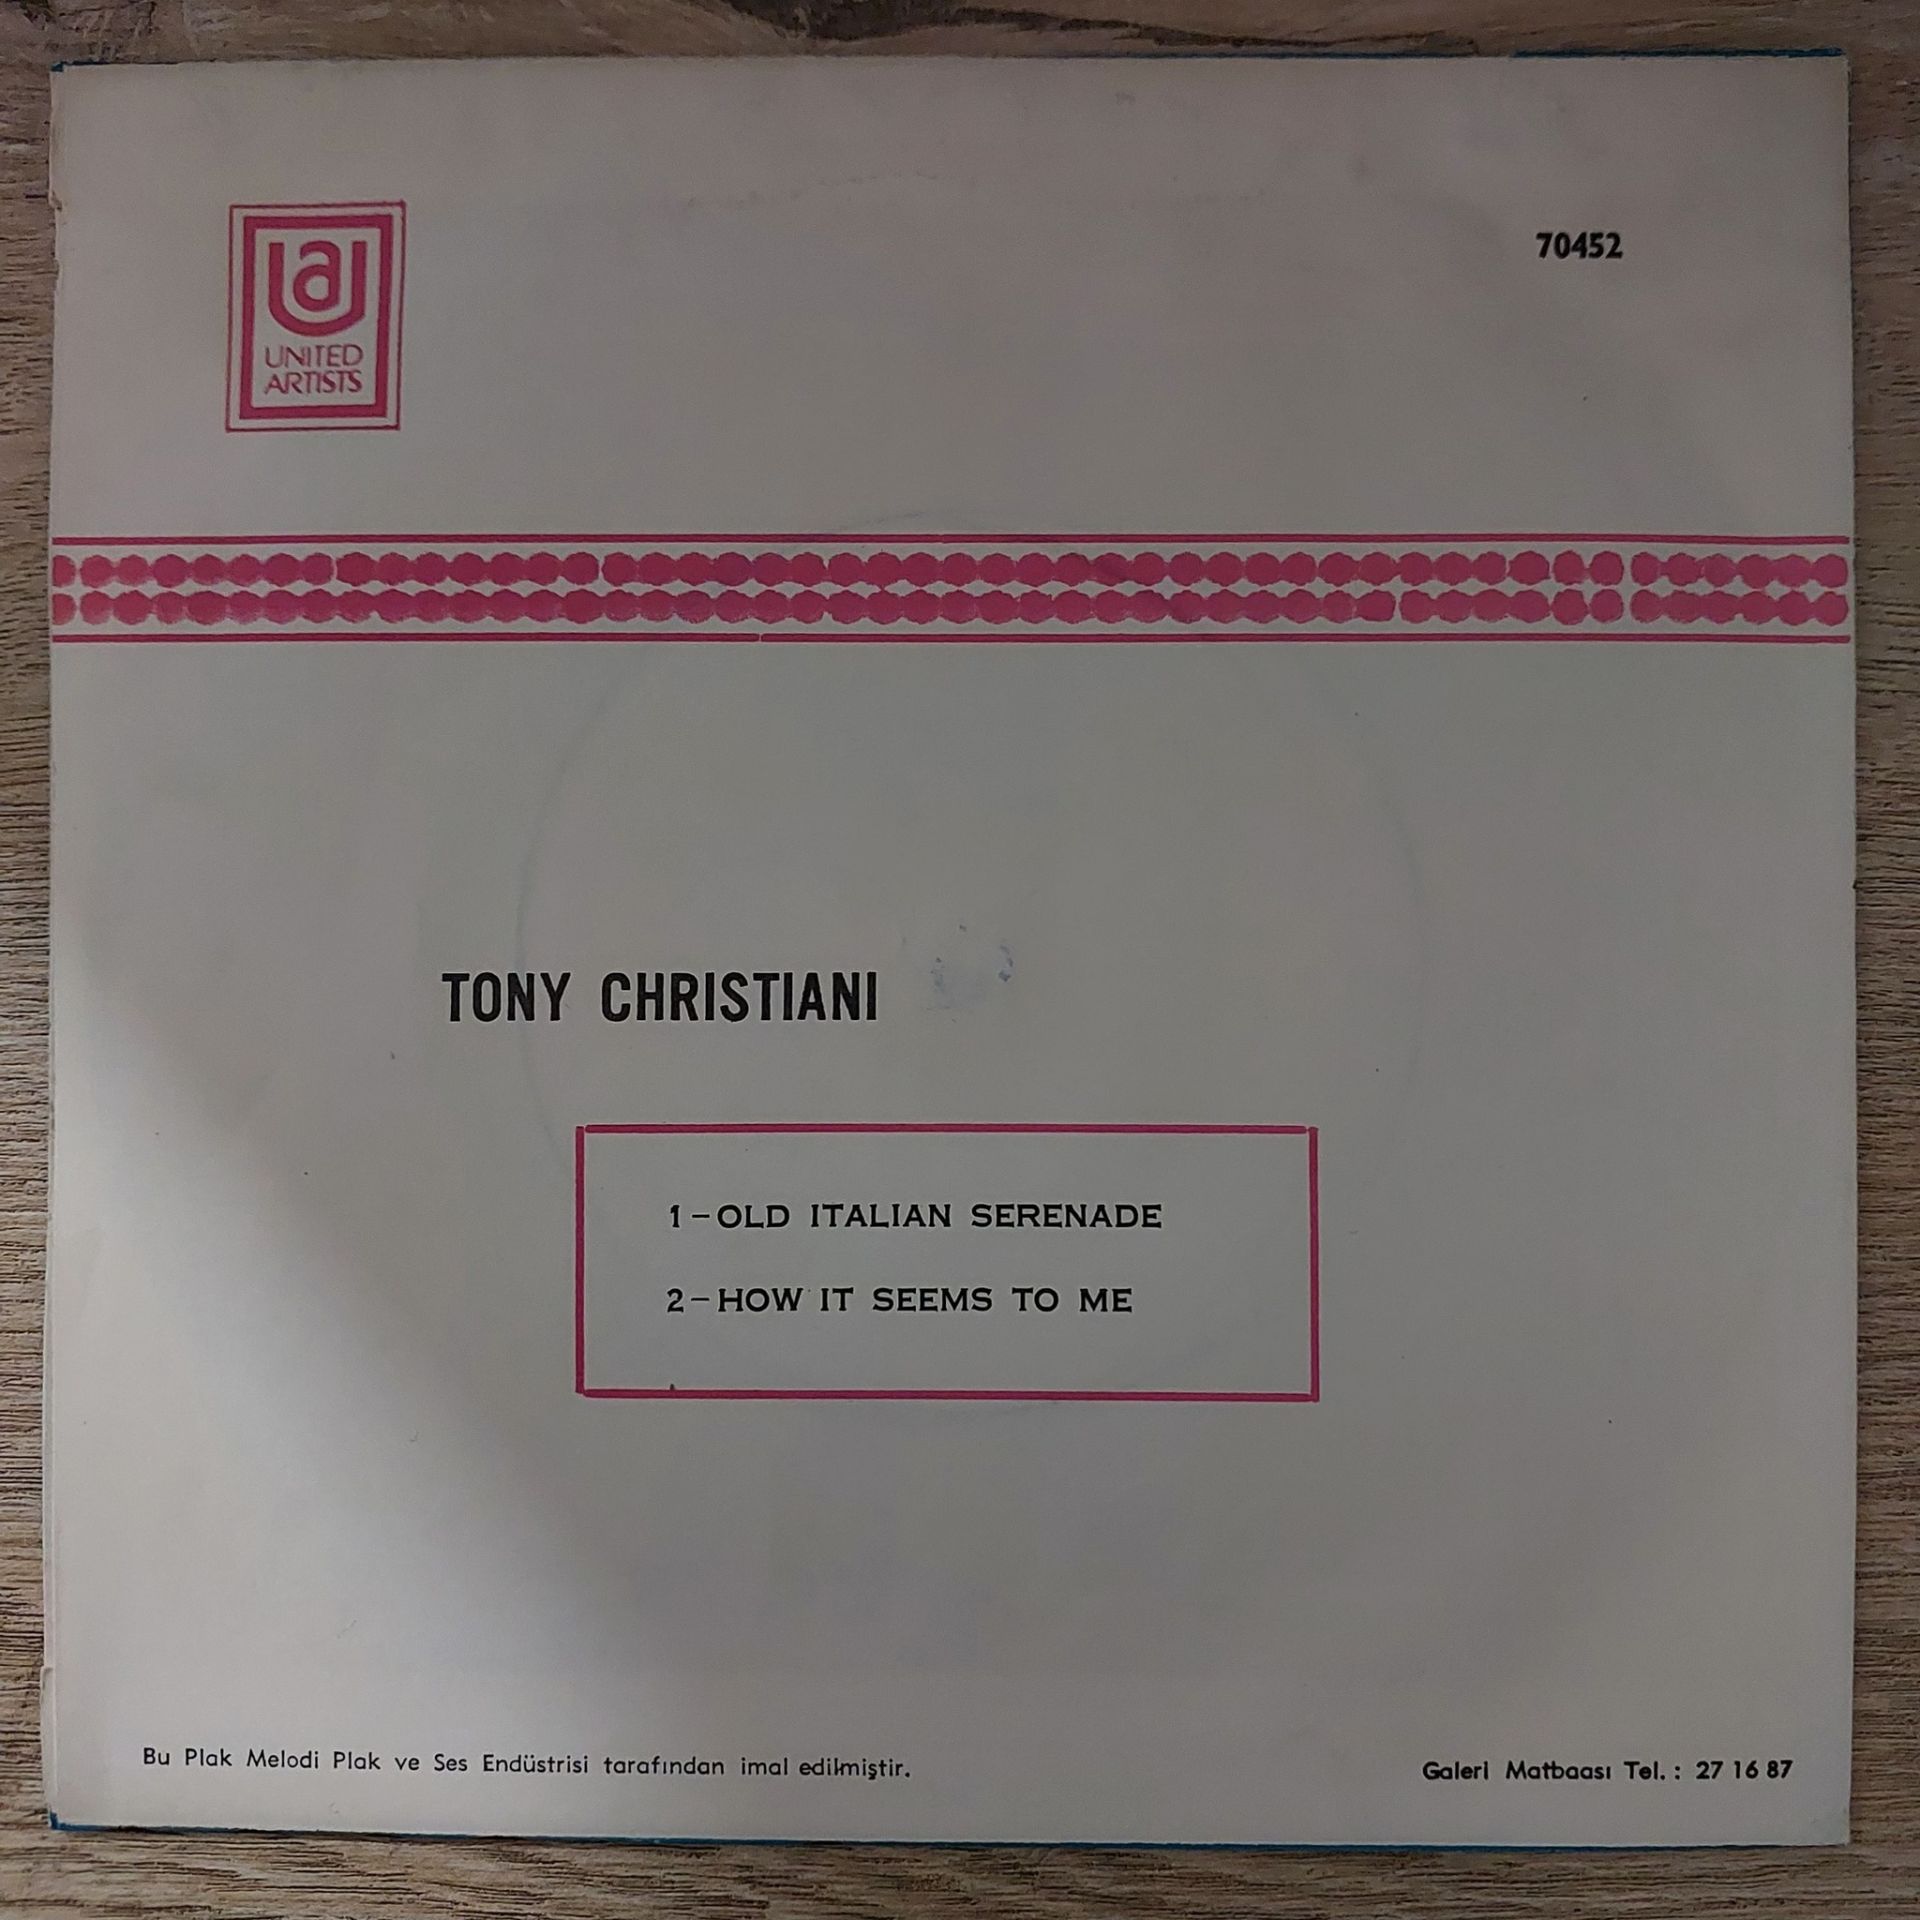 ua
UNITED
ARTISTS
70452
TONY CHRISTIANI
1-OLD ITALIAN SERENADE
2-HOW IT SEEMS TO ME
Bu Plak Melodi Plak ve Ses Endüstrisi tarafından imal edilmiştir.
Galeri Matbaası Tel.: 27 16 87